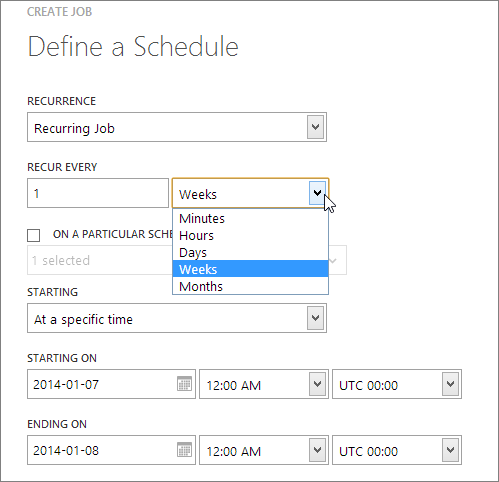 CREATE JOB
Define a Schedule
RECURRENCE
Recurring Job
RECUR EVERY
1 Weeks
Minutes
Hours
Days
Weeks
Months
ON A PARTICULAR SCHE
1 selected
STARTING
At a specific time
STARTING ON
2014-01-07 12:00 AM UTC 00:00
ENDING ON
2014-01-08 12:00 AM UTC 00:00